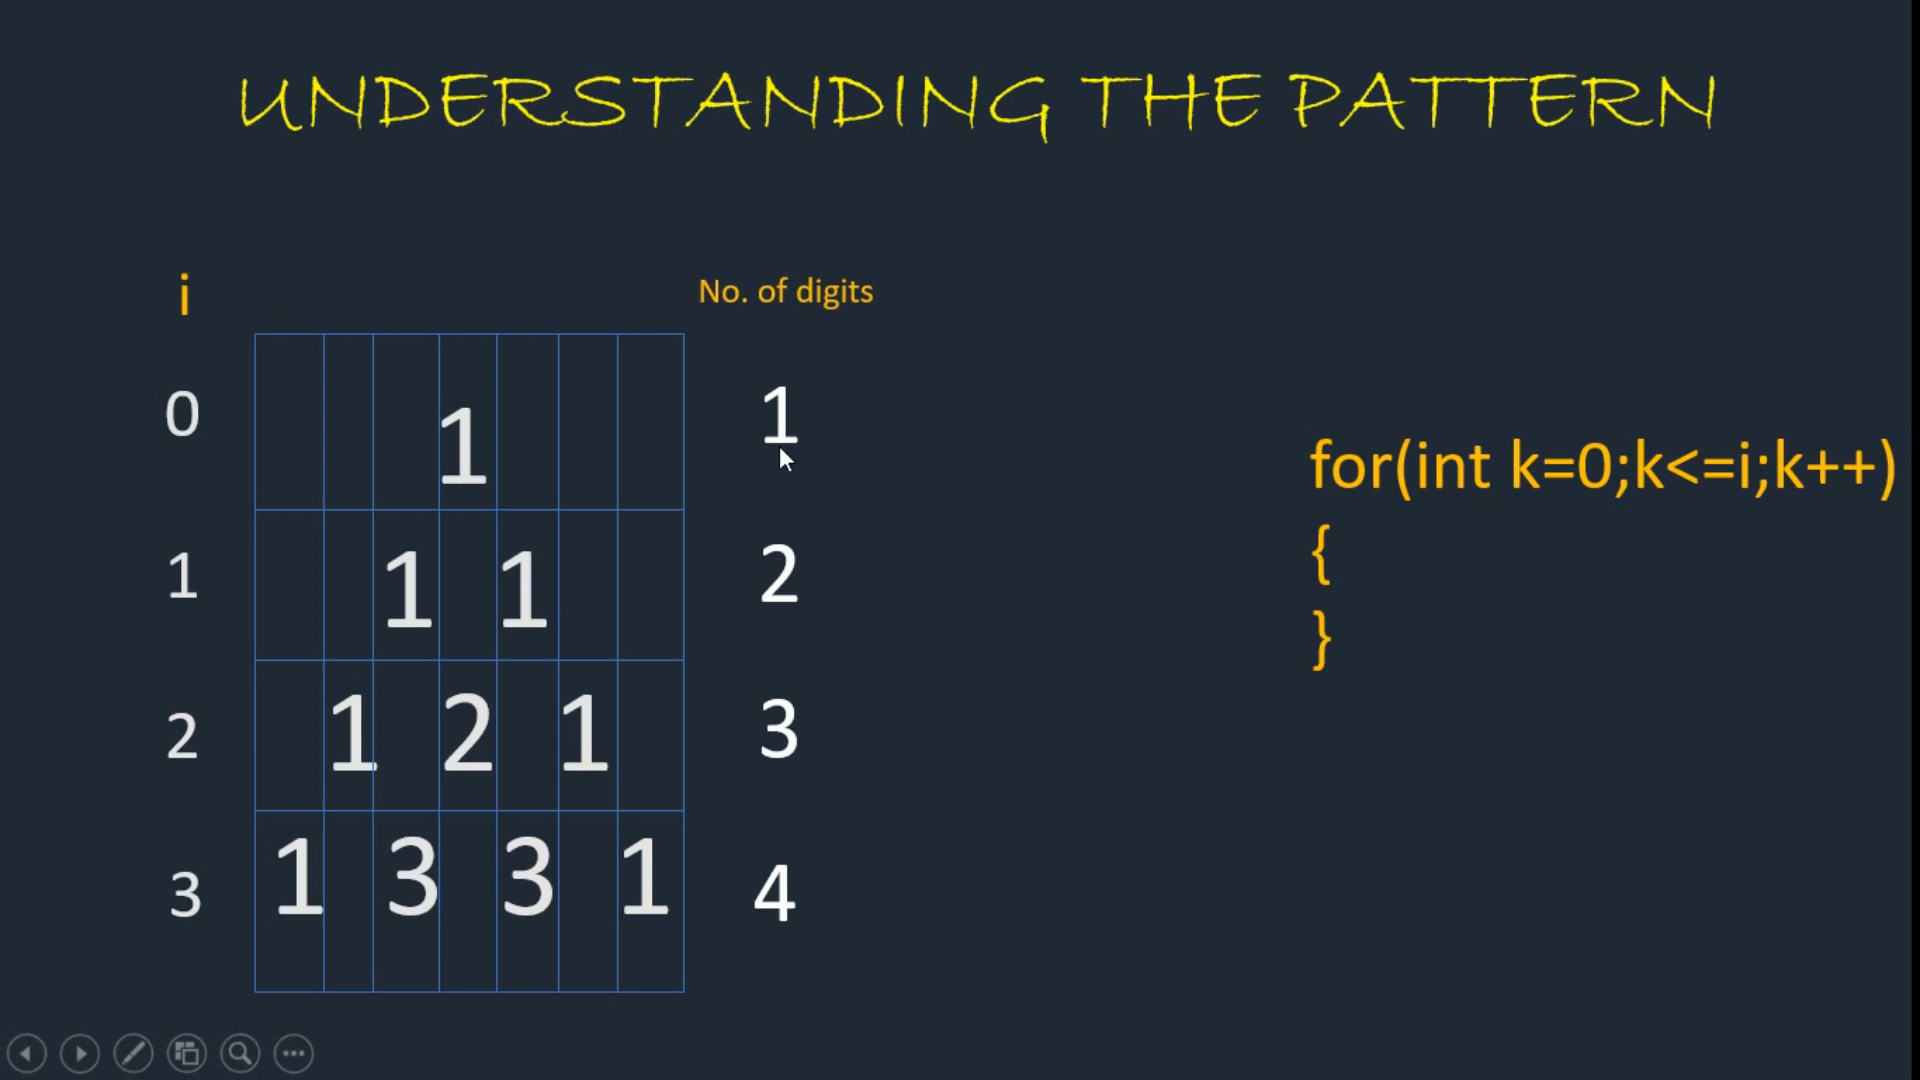 UNDERSTANDING THE PATTERN
i No. of digits
0 1 1
for(int k=0;k<=i;k++)
{
}
1 1 1 2
2 1 2 1 3
3 1 3 3 1 4